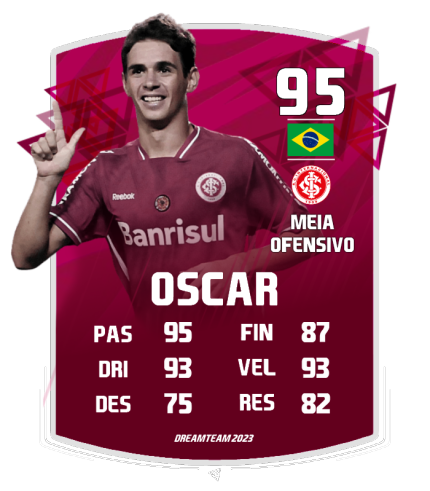 95
MEIA
OFENSIVO
Reebok
Banrisul
OSCAR
PAS 95 FIN 87
DRI 93 VEL 93
DES 75 RES 82
DREAMTEAM 2023